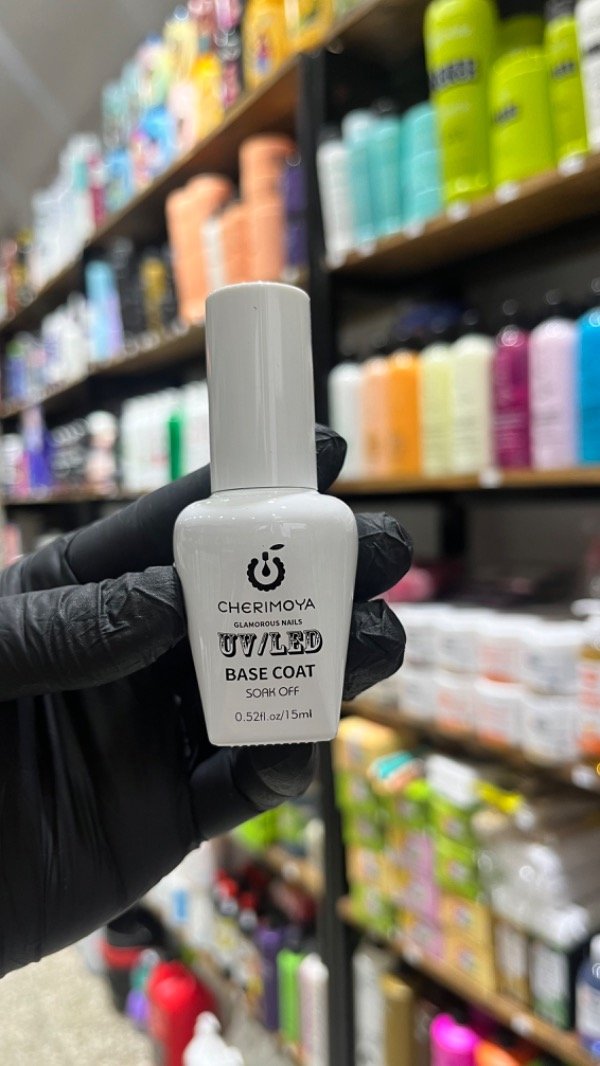 CHERIMOYA
GLAMOROUS NAILS
UV/LED
BASE COAT
SOAK OFF
0.52fl.oz/15ml